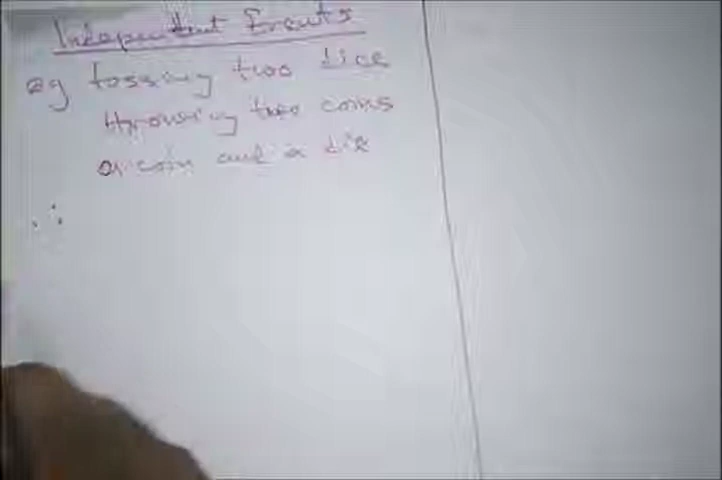 Independent Events
eg tossing two dice
throwing two coins
a coin and a die
∴